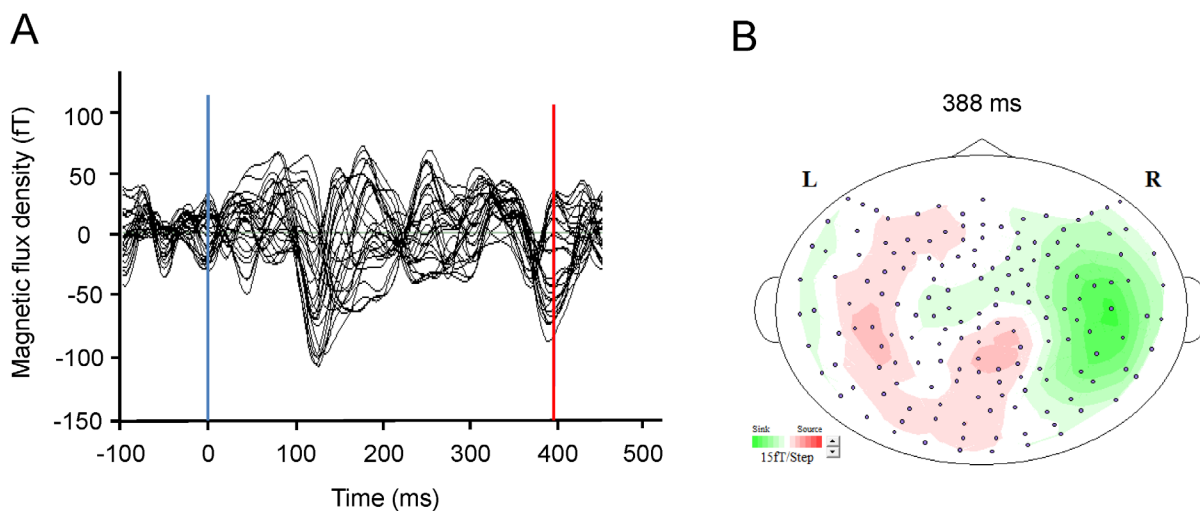 A
Magnetic flux density (fT)
100
50
0
-50
-100
-150
-100 0 100 200 300 400 500
Time (ms)
B
388 ms
L R
Sink Source
15fT/Step